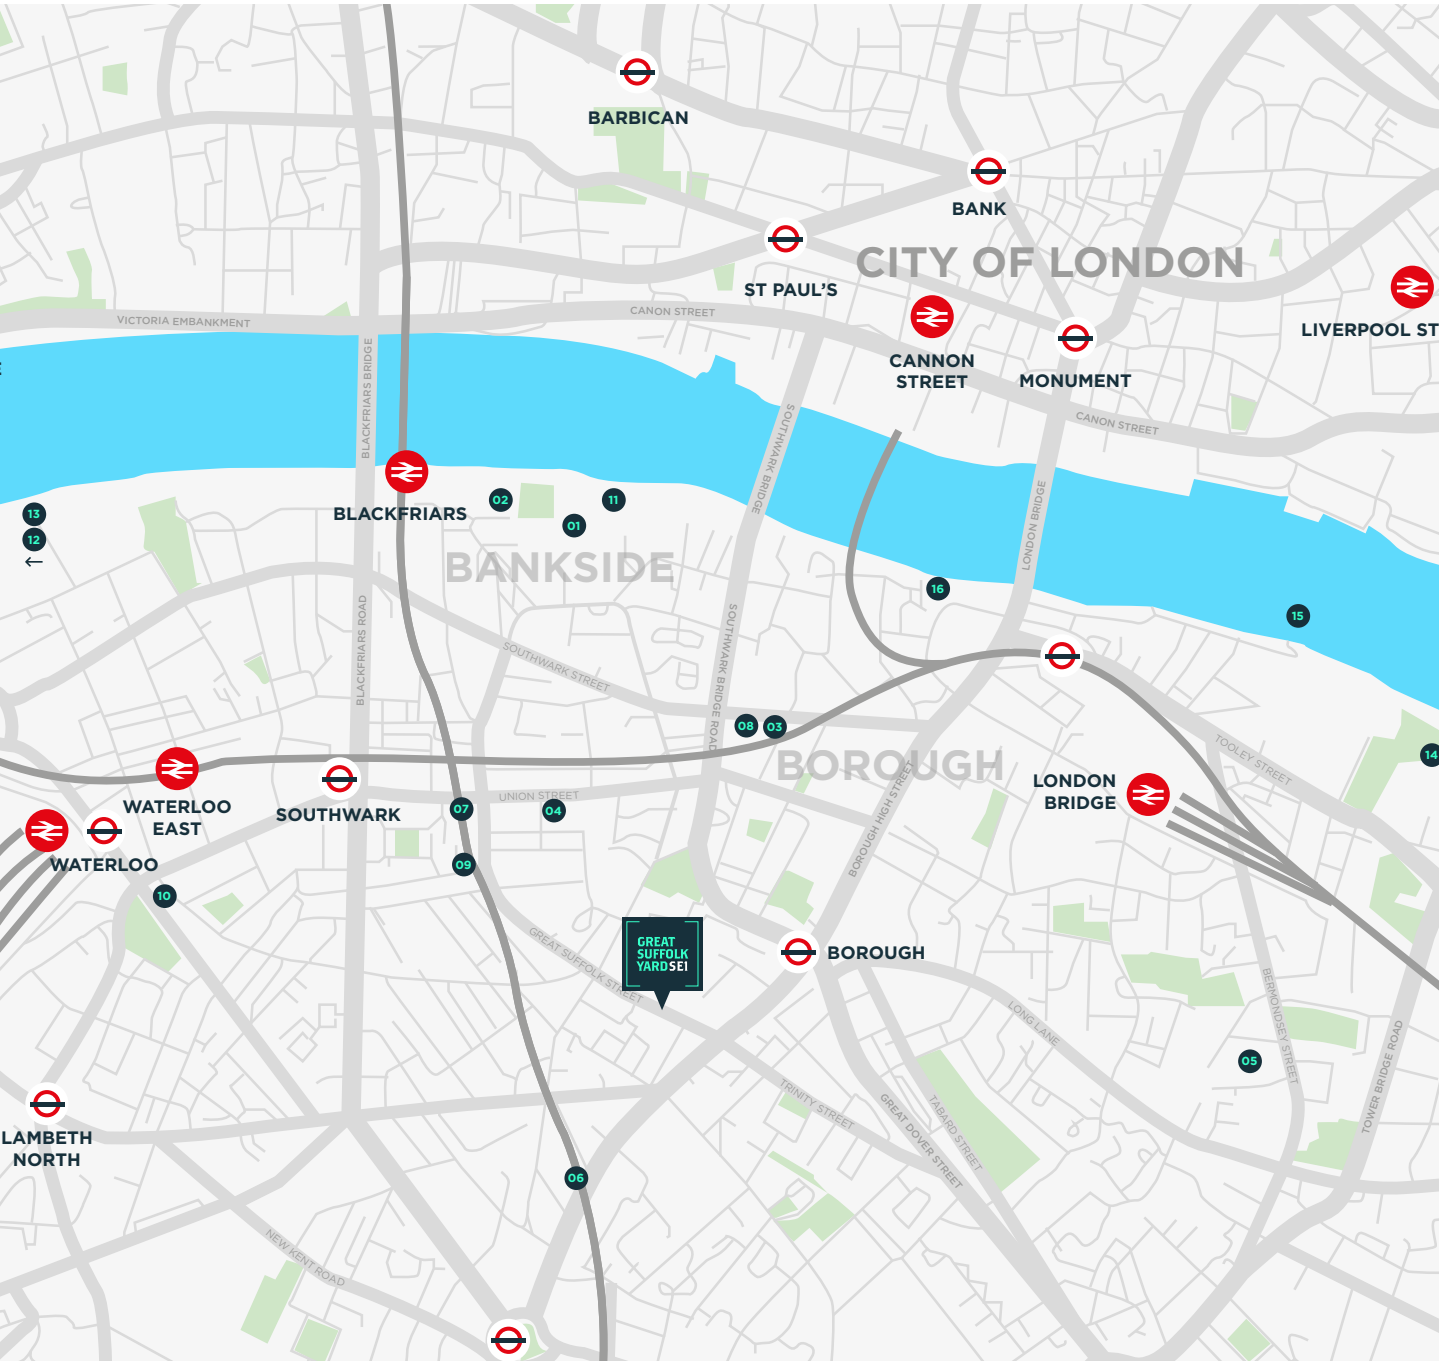 BARBICAN
BANK
ST PAUL'S
CITY OF LONDON
LIVERPOOL ST
VICTORIA EMBANKMENT
CANON STREET
CANNON
STREET
MONUMENT
CANON STREET
BLACKFRIARS BRIDGE
SOUTHWARK BRIDGE
LONDON BRIDGE
BLACKFRIARS
02
11
01
13
12
←
BANKSIDE
16
15
BLACKFRIARS ROAD
SOUTHWARK STREET
SOUTHWARK BRIDGE ROAD
08
03
BOROUGH
TOOLEY STREET
14
WATERLOO
EAST
SOUTHWARK
07
UNION STREET
04
LONDON
BRIDGE
BOROUGH HIGH STREET
WATERLOO
09
10
GREAT
SUFFOLK
YARDSE1
GREAT SUFFOLK STREET
BOROUGH
LONG LANE
BERMONDSEY STREET
05
TOWER BRIDGE ROAD
TRINITY STREET
GREAT DOVER STREET
TABARD STREET
LAMBETH
NORTH
06
NEW KENT ROAD